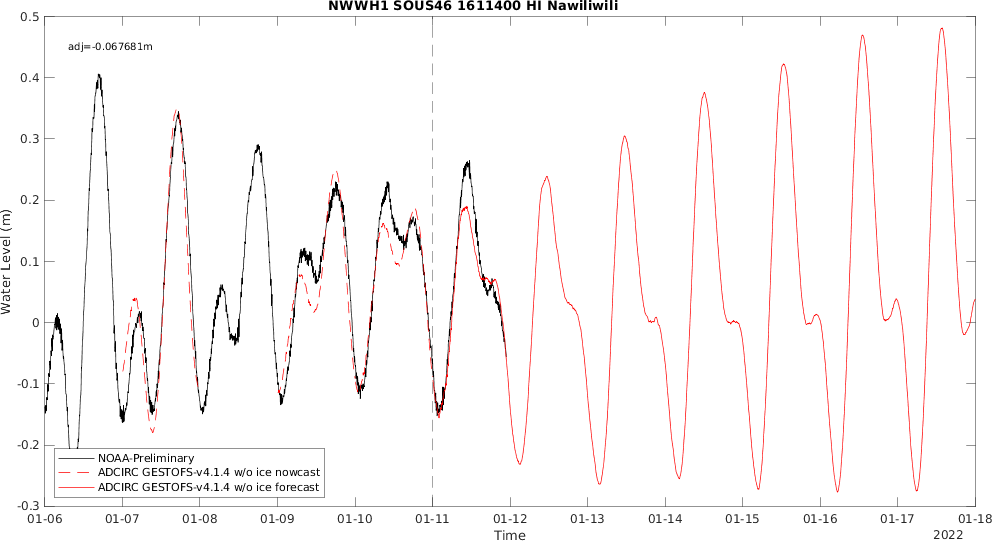 NWWH1 SOUS46 1611400 HI Nawiliwili
adj=-0.067681m
Water Level (m)
0.5
0.4
0.3
0.2
0.1
0
-0.1
-0.2
-0.3
NOAA-Preliminary
ADCIRC GESTOFS-v4.1.4 w/o ice nowcast
ADCIRC GESTOFS-v4.1.4 w/o ice forecast
01-06 01-07 01-08 01-09 01-10 01-11 01-12 01-13 01-14 01-15 01-16 01-17 01-18
Time
2022